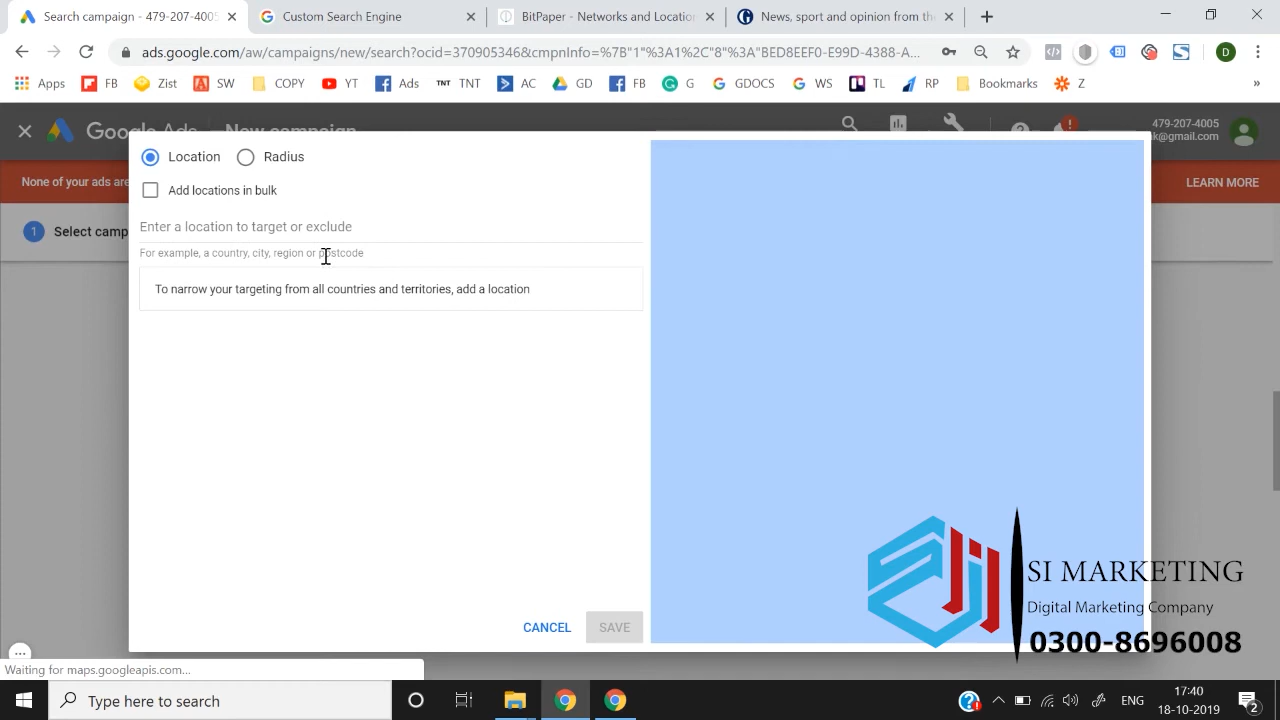 Search campaign - 479-207-4005
Custom Search Engine
BitPaper - Networks and Location
News, sport and opinion from the
ads.google.com/aw/campaigns/new/search?ocid=370905346&cmpnInfo=%7B"1"%3A1%2C"8"%3A"BED8EEF0-E99D-4388-A...
Apps
FB
Zist
SW
COPY
YT
Ads
TNT TNT
AC
GD
FB
G
GDOCS
WS
TL
RP
Bookmarks
Z
»
Google Ads
New campaign
479-207-4005
k@gmail.com
None of your ads are
LEARN MORE
1 Select camp
Location
Radius
Add locations in bulk
Enter a location to target or exclude
For example, a country, city, region or postcode
To narrow your targeting from all countries and territories, add a location
CANCEL
SAVE
SI MARKETING
Digital Marketing Company
0300-8696008
Waiting for maps.googleapis.com...
Type here to search
ENG
17:40
18-10-2019
2